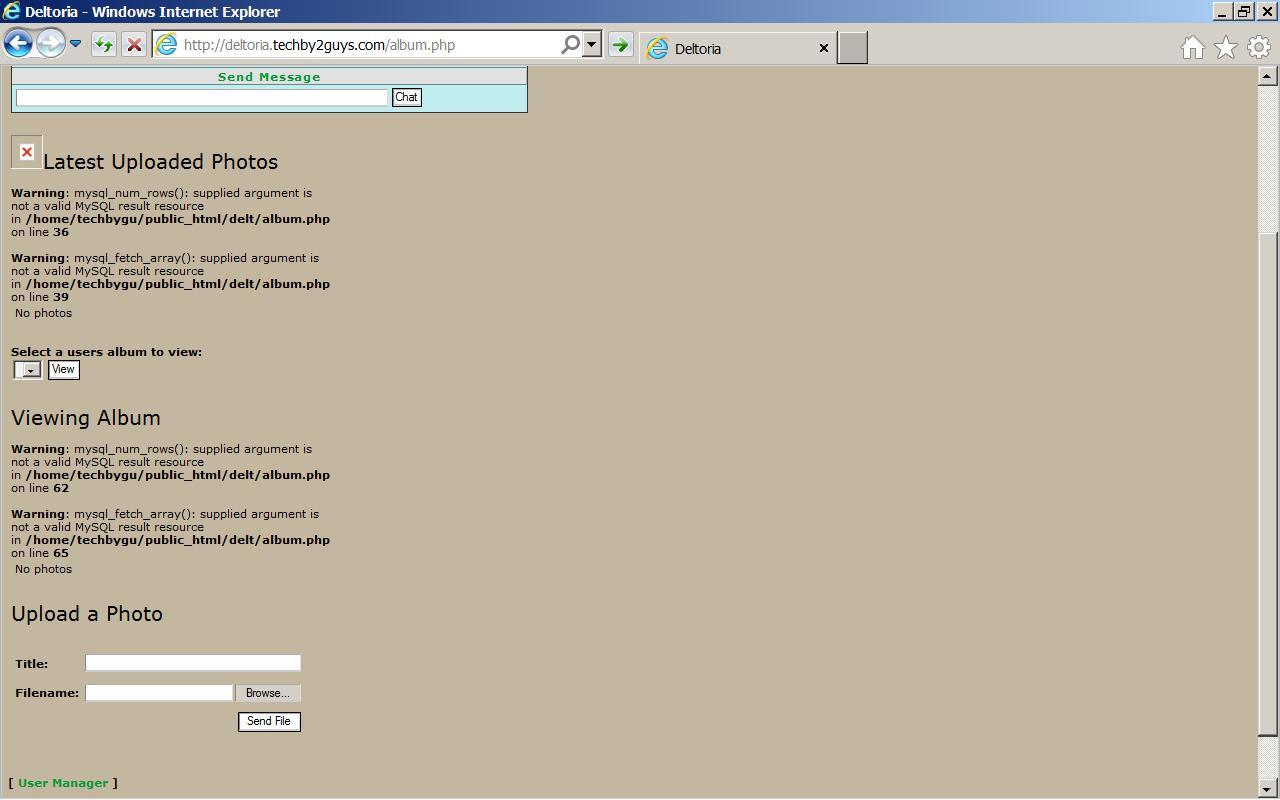 Deltoria - Windows Internet Explorer
http://deltoria.techby2guys.com/album.php
Deltoria
Send Message
Chat
Latest Uploaded Photos
Warning: mysql_num_rows(): supplied argument is
not a valid MySQL result resource
in /home/techbygu/public_html/delt/album.php
on line 36
Warning: mysql_fetch_array(): supplied argument is
not a valid MySQL result resource
in /home/techbygu/public_html/delt/album.php
on line 39
No photos
Select a users album to view:
View
Viewing Album
Warning: mysql_num_rows(): supplied argument is
not a valid MySQL result resource
in /home/techbygu/public_html/delt/album.php
on line 62
Warning: mysql_fetch_array(): supplied argument is
not a valid MySQL result resource
in /home/techbygu/public_html/delt/album.php
on line 65
No photos
Upload a Photo
Title:
Filename: Browse...
Send File
[ User Manager ]